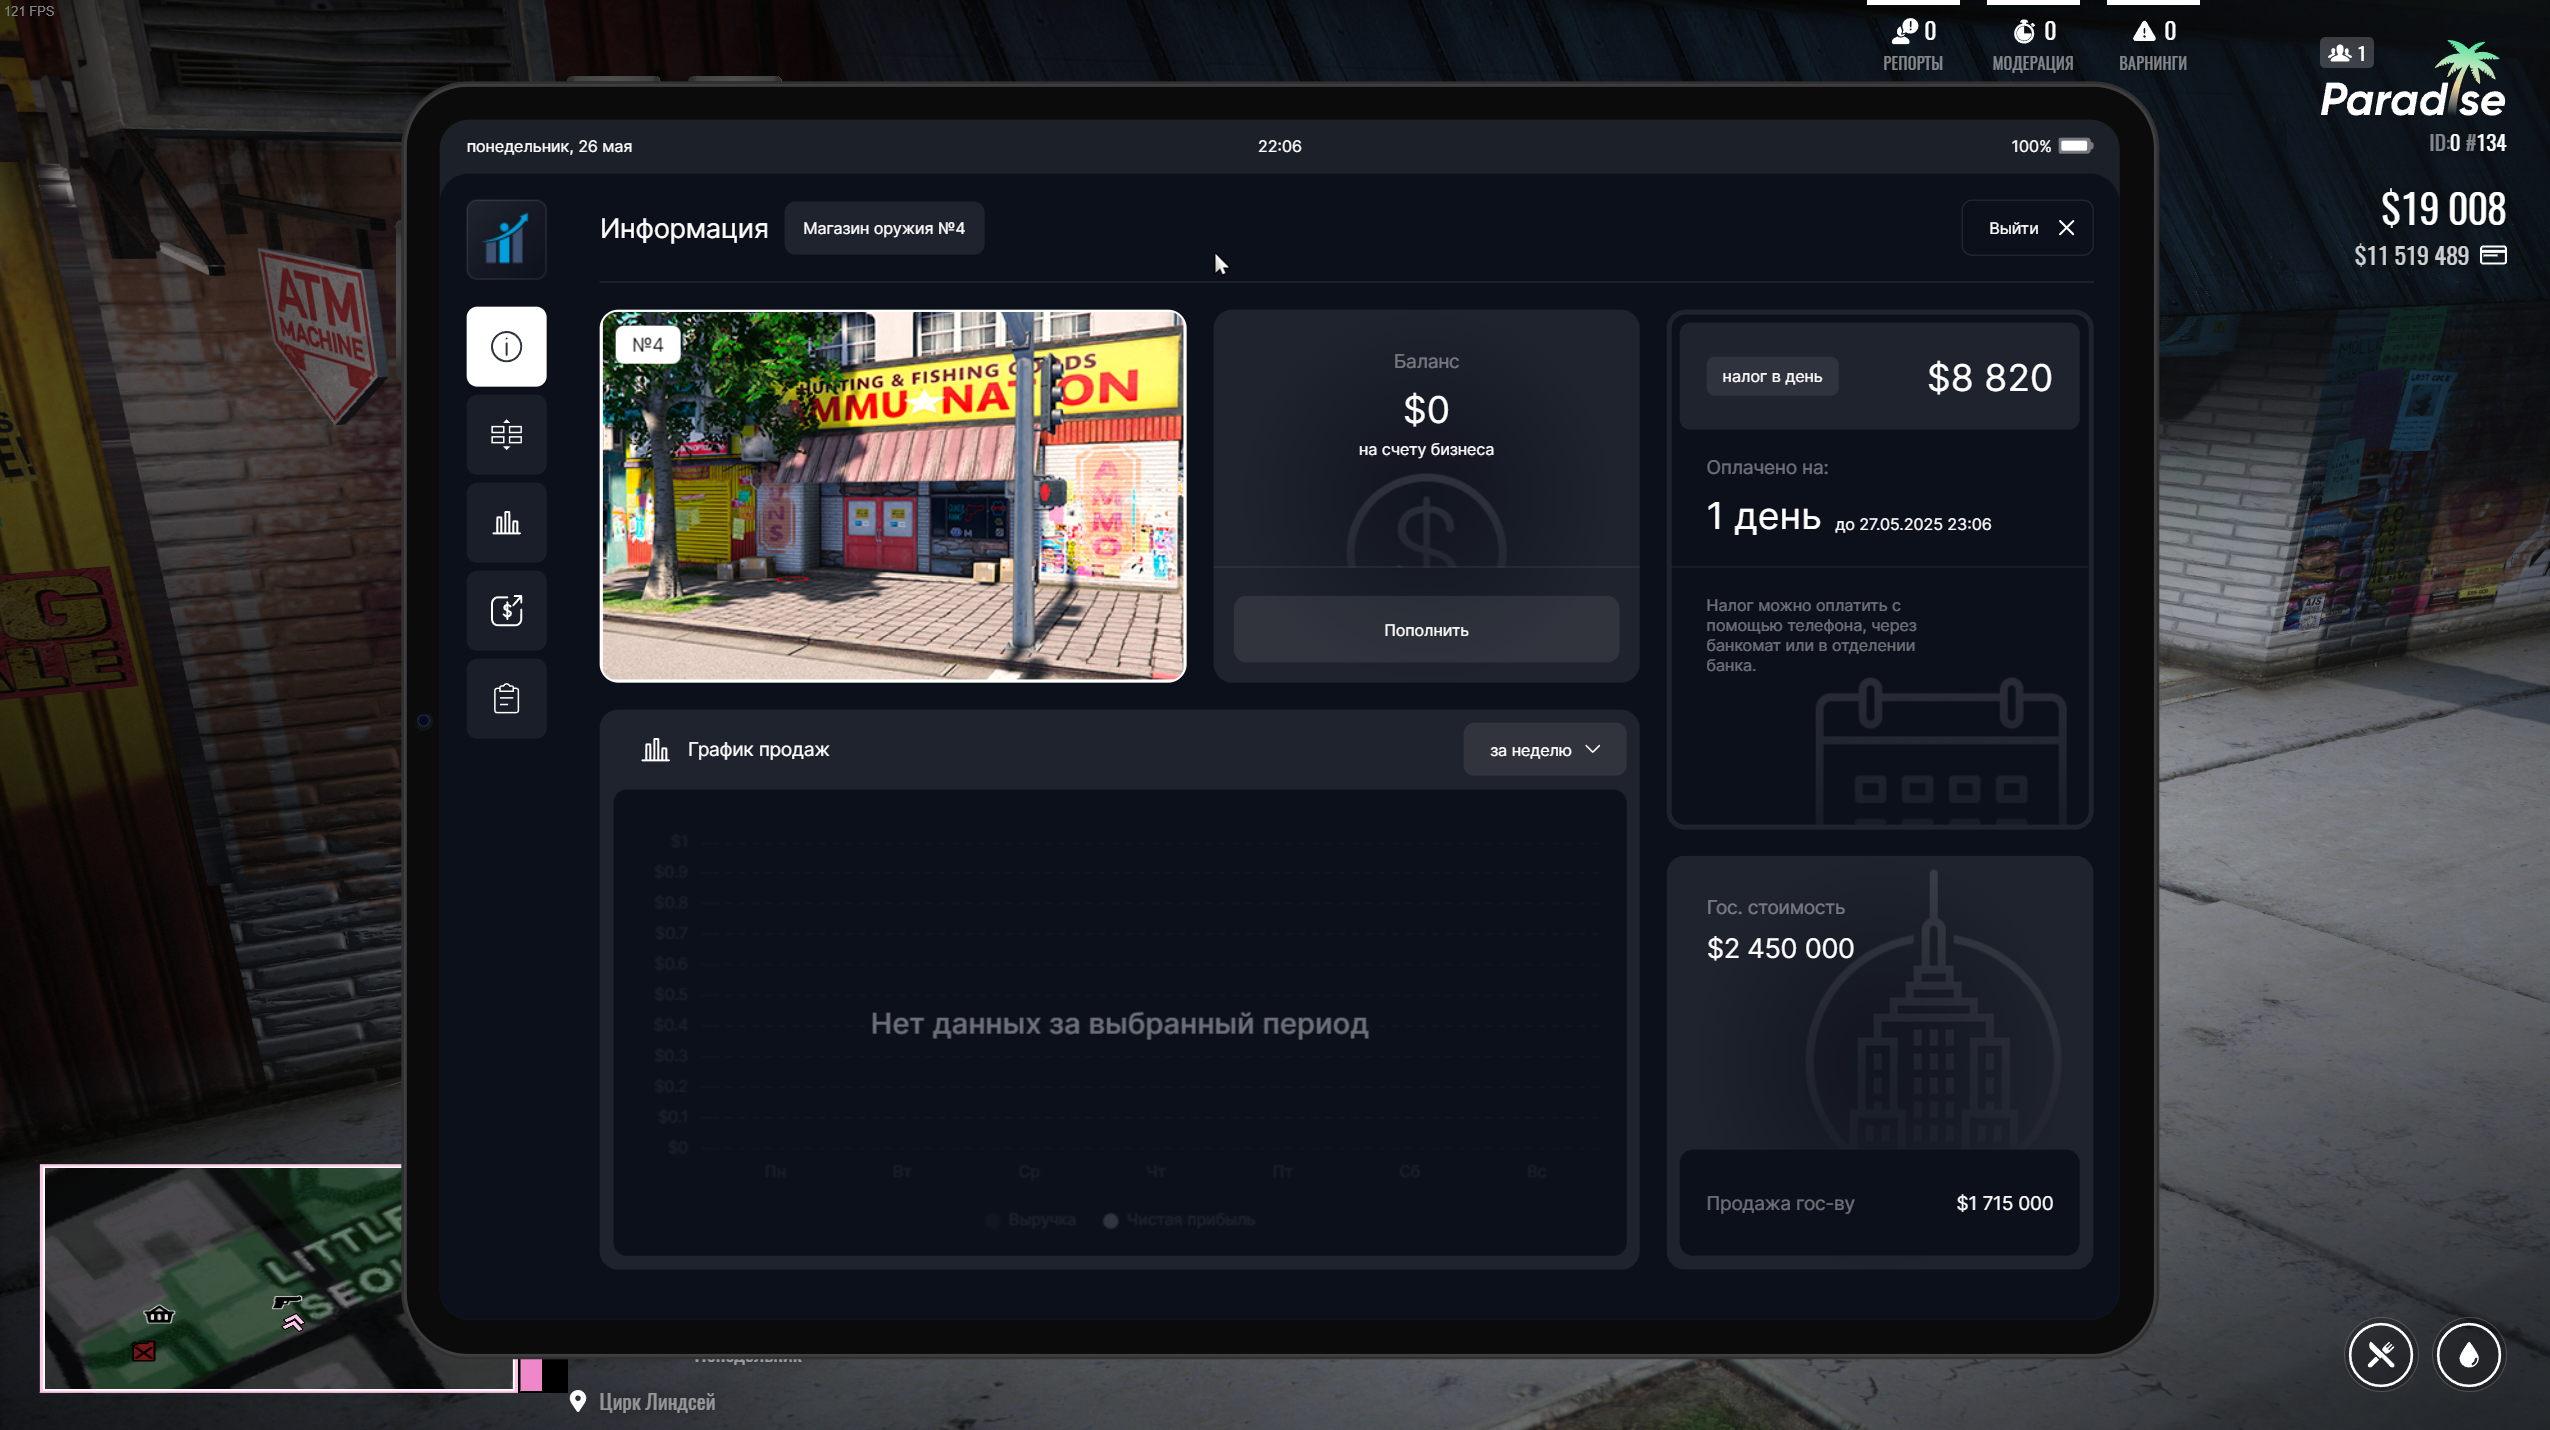 121 FPS
0
РЕПОРТЫ
0
МОДЕРАЦИЯ
0
ВАРНИНГИ
1
Paradise
ID:0 #134
$19 008
$11 519 489
понедельник, 26 мая
22:06
100%
Информация
Магазин оружия №4
Выйти
ATM
MACHINE
№4
HUNTING & FISHING
AMMO
Баланс
$0
на счету бизнеса
Пополнить
налог в день
$8 820
Оплачено на:
1 день до 27.05.2025 23:06
Налог можно оплатить с
помощью телефона, через
банкомат или в отделении
банка.
График продаж
за неделю
$1
$0.9
$0.8
$0.7
$0.6
$0.5
$0.4
$0.3
$0.2
$0.1
$0
Нет данных за выбранный период
Пн
Вт
Ср
Чт
Пт
Сб
Вс
Выручка
Чистая прибыль
Гос. стоимость
$2 450 000
Продажа гос-ву
$1 715 000
LITTLE
SEOUL
Понедельник
Цирк Линдсей